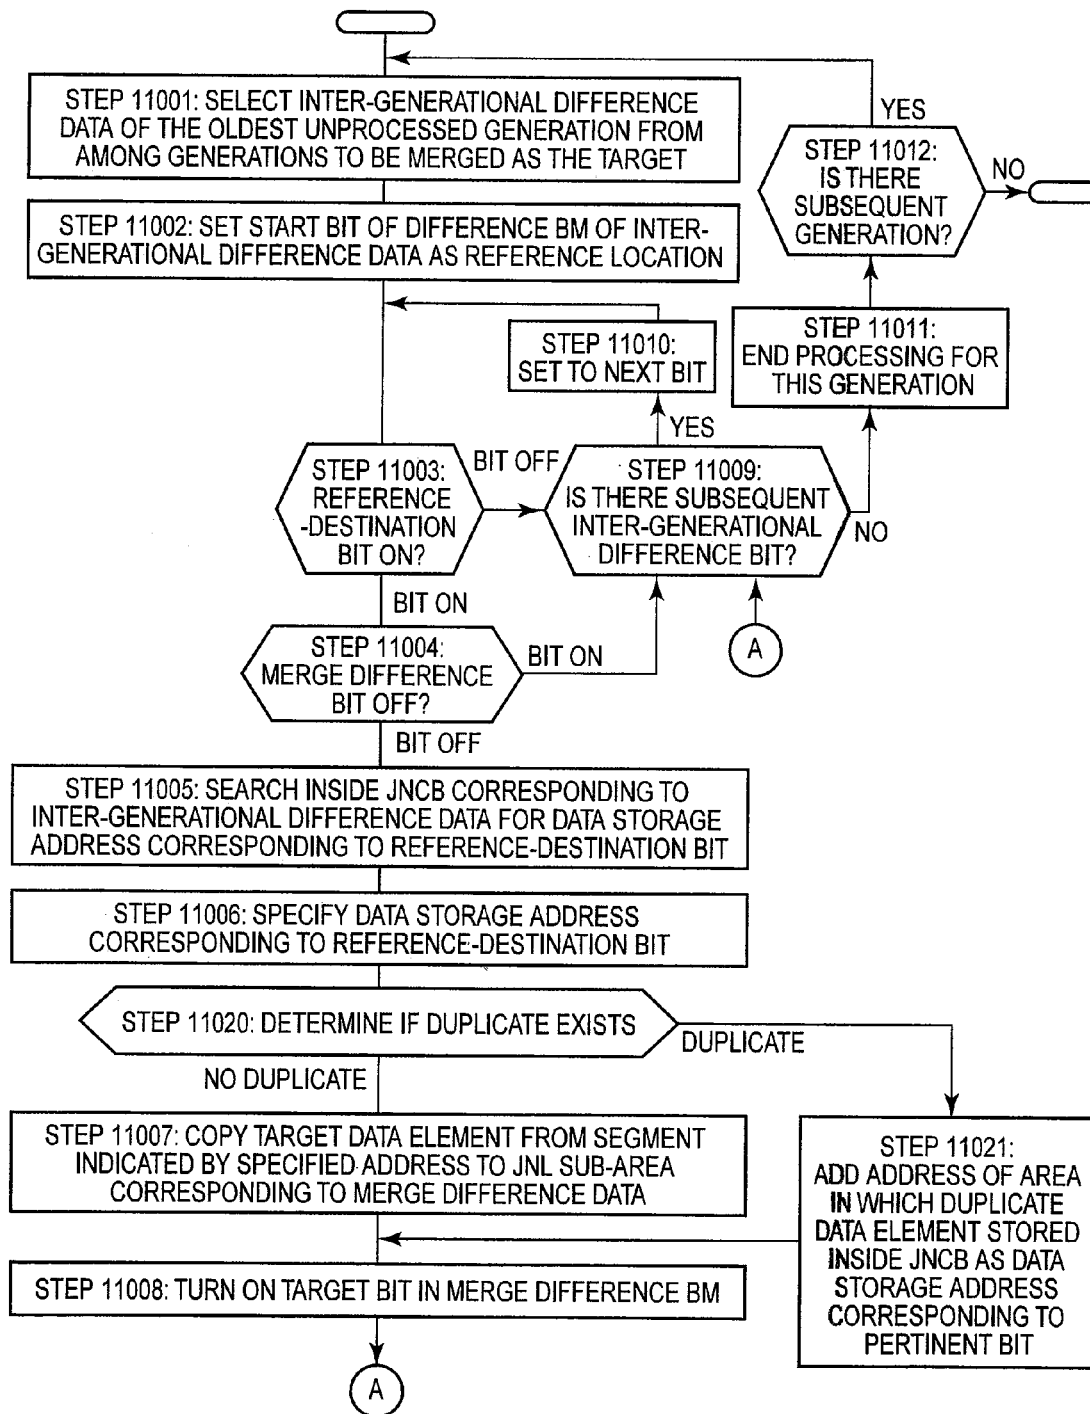 STEP 11001: SELECT INTER-GENERATIONAL DIFFERENCE
DATA OF THE OLDEST UNPROCESSED GENERATION FROM
AMONG GENERATIONS TO BE MERGED AS THE TARGET
STEP 11002: SET START BIT OF DIFFERENCE BM OF INTER-
GENERATIONAL DIFFERENCE DATA AS REFERENCE LOCATION
YES
STEP 11012:
IS THERE
SUBSEQUENT
GENERATION?
NO
STEP 11010:
SET TO NEXT BIT
STEP 11011:
END PROCESSING FOR
THIS GENERATION
YES
STEP 11003:
REFERENCE
-DESTINATION
BIT ON?
BIT OFF
STEP 11009:
IS THERE SUBSEQUENT
INTER-GENERATIONAL
DIFFERENCE BIT?
NO
BIT ON
STEP 11004:
MERGE DIFFERENCE
BIT OFF?
BIT ON
A
BIT OFF
STEP 11005: SEARCH INSIDE JNCB CORRESPONDING TO
INTER-GENERATIONAL DIFFERENCE DATA FOR DATA STORAGE
ADDRESS CORRESPONDING TO REFERENCE-DESTINATION BIT
STEP 11006: SPECIFY DATA STORAGE ADDRESS
CORRESPONDING TO REFERENCE-DESTINATION BIT
STEP 11020: DETERMINE IF DUPLICATE EXISTS
DUPLICATE
NO DUPLICATE
STEP 11007: COPY TARGET DATA ELEMENT FROM SEGMENT
INDICATED BY SPECIFIED ADDRESS TO JNL SUB-AREA
CORRESPONDING TO MERGE DIFFERENCE DATA
STEP 11021:
ADD ADDRESS OF AREA
IN WHICH DUPLICATE
DATA ELEMENT STORED
INSIDE JNCB AS DATA
STORAGE ADDRESS
CORRESPONDING TO
PERTINENT BIT
STEP 11008: TURN ON TARGET BIT IN MERGE DIFFERENCE BM
A